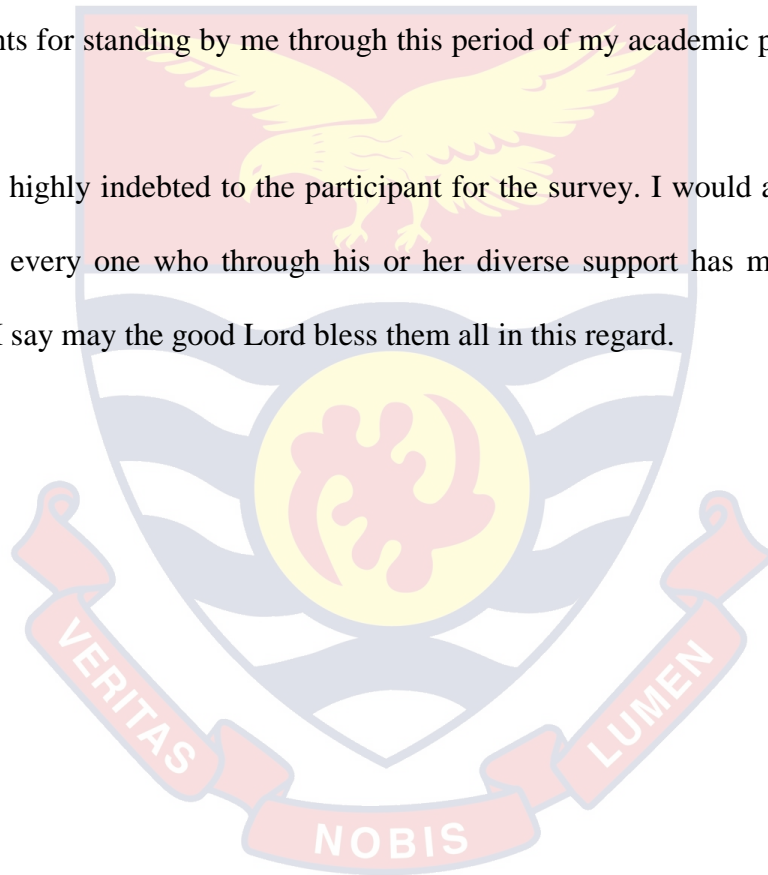 nts for standing by me through this period of my academic p
highly indebted to the participant for the survey. I would a
every one who through his or her diverse support has m
I say may the good Lord bless them all in this regard.
VERITAS
NOBIS
LUMEN